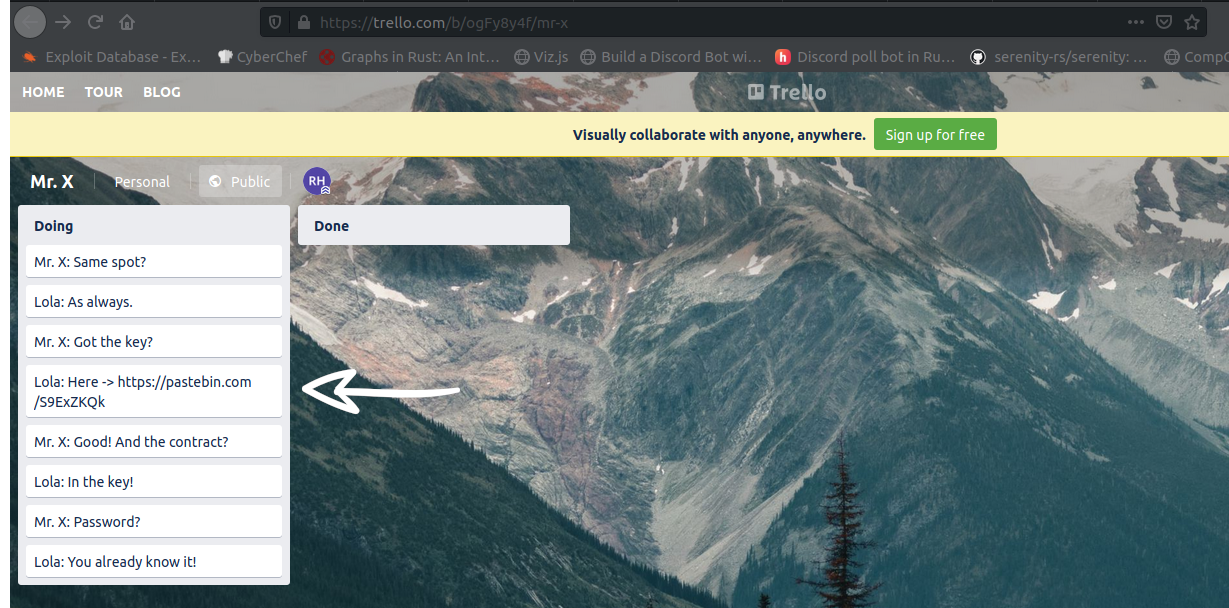 https://trello.com/b/ogFy8y4f/mr-x
Exploit Database - Ex... CyberChef Graphs in Rust: An Int... Viz.js Build a Discord Bot wi... Discord poll bot in Ru... serenity-rs/serenity: ...
HOME TOUR BLOG Trello
Visually collaborate with anyone, anywhere. Sign up for free
Mr. X Personal Public RH
Doing
Mr. X: Same spot?
Lola: As always.
Mr. X: Got the key?
Lola: Here -> https://pastebin.com
/S9ExZKQk
Mr. X: Good! And the contract?
Lola: In the key!
Mr. X: Password?
Lola: You already know it!
Done